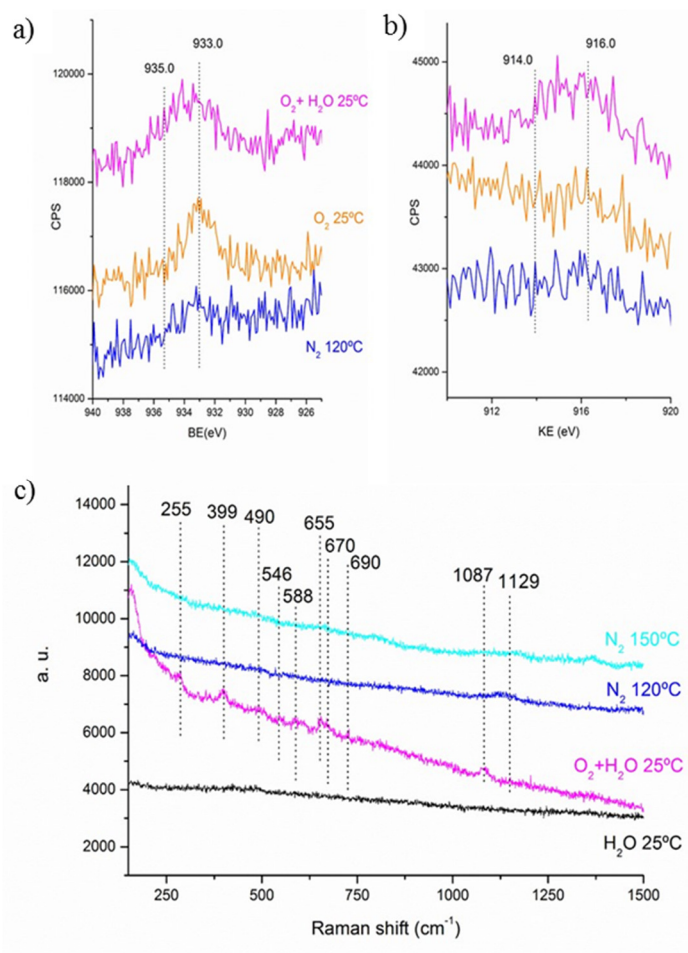 a)
933.0
935.0
120000
O₂+ H₂O 25ºC
118000
CPS
O₂ 25ºC
116000
N₂ 120ºC
114000
940 938 936 934 933 930 928 926
BE(eV)
b)
916.0
914.0
45000
44000
CPS
43000
42000
912 916 920
KE (eV)
c)
14000
255 399 490 655
670
546 690
588
1087 1129
12000
10000
N₂ 150ºC
a. u.
8000
N₂ 120ºC
6000
O₂+H₂O 25ºC
4000
H₂O 25ºC
2000
250 500 750 1000 1250 1500
Raman shift (cm⁻¹)